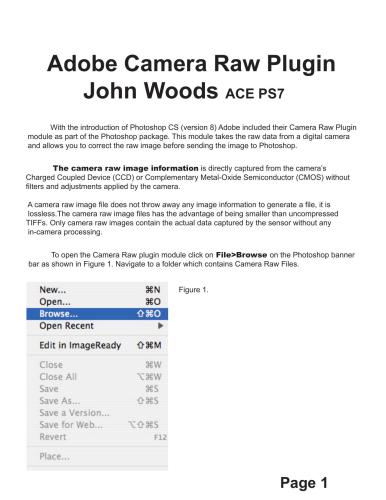 Adobe Camera Raw Plugin
John Woods ACE PS7
With the introduction of Photoshop CS (version 8) Adobe included their Camera Raw Plugin
module as part of the Photoshop package. This module takes the raw data from a digital camera
and allows you to correct the raw image before sending the image to Photoshop.
The camera raw image information is directly captured from the camera's
Charged Coupled Device (CCD) or Complementary Metal-Oxide Semiconductor (CMOS) without
filters and adjustments applied by the camera.
A camera raw image file does not throw away any image information to generate a file, it is
lossless.The camera raw image files has the advantage of being smaller than uncompressed
TIFFs. Only camera raw images contain the actual data captured by the sensor without any
in-camera processing.
To open the Camera Raw plugin module click on File>Browse on the Photoshop banner
bar as shown in Figure 1. Navigate to a folder which contains Camera Raw Files.
Figure 1.
New... ⌘N
Open... ⌘O
Browse... ⇧⌘O
Open Recent ▶
Edit in ImageReady ⇧⌘M
Close ⌘W
Close All ⌥⌘W
Save ⌘S
Save As... ⇧⌘S
Save a Version...
Save for Web... ⌥⇧⌘S
Revert F12
Place...
Page 1